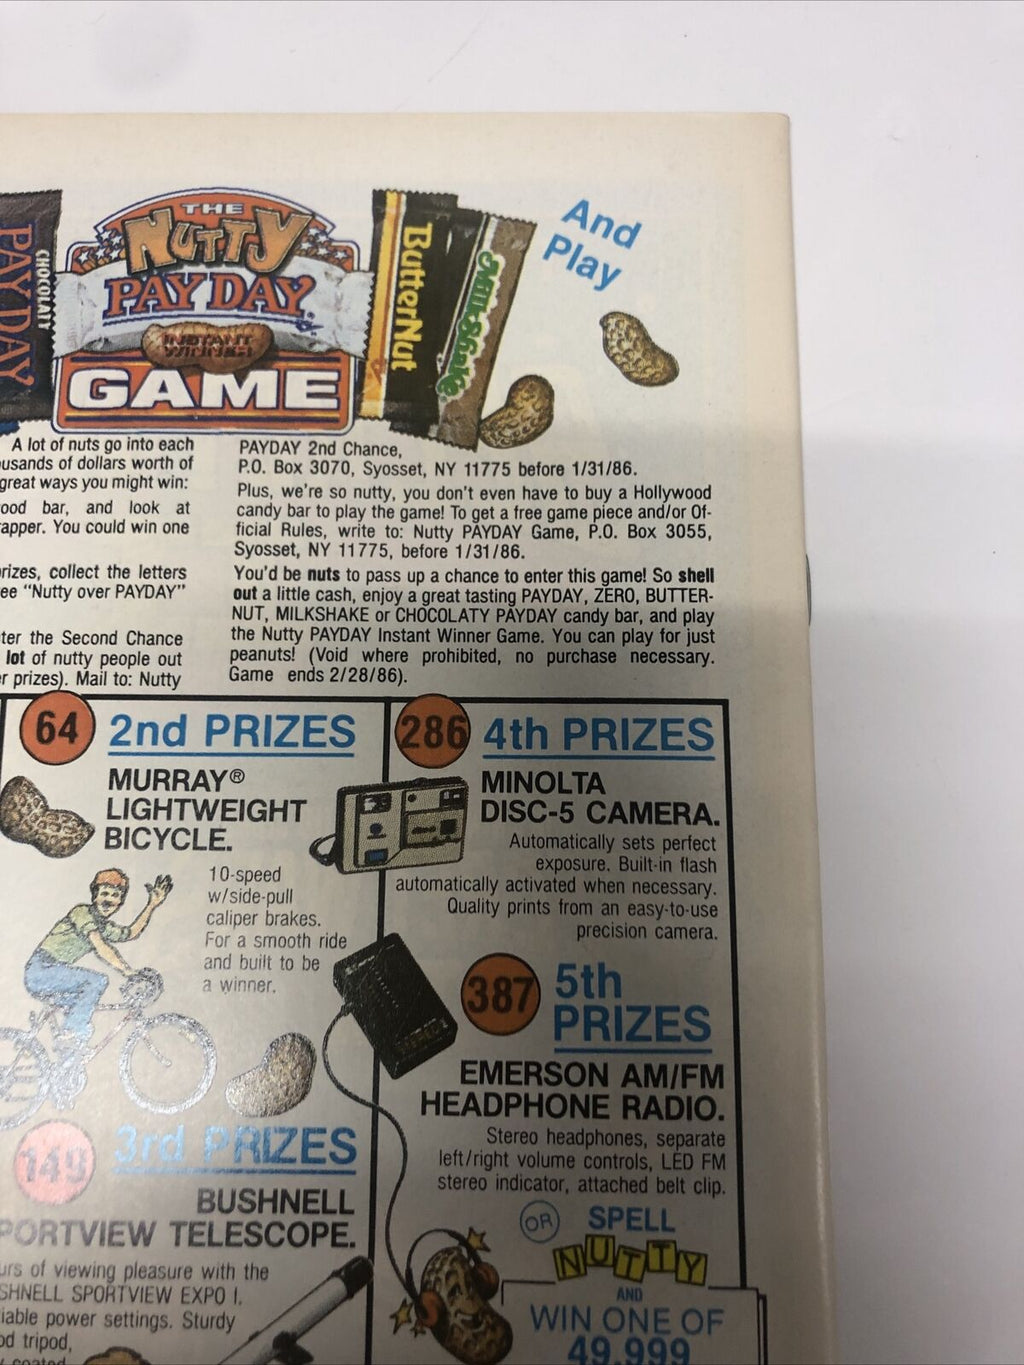 CHOCOLATY
PAYDAY
THE
NUTTY
PAYDAY
INSTANT
WINNER
GAME
ButterNut
MilkShake
And
Play
A lot of nuts go into each
usands of dollars worth of
great ways you might win:
ood bar, and look at
rapper. You could win one
rizes, collect the letters
ee "Nutty over PAYDAY"
ter the Second Chance
lot of nutty people out
r prizes). Mail to: Nutty
PAYDAY 2nd Chance,
P.O. Box 3070, Syosset, NY 11775 before 1/31/86.
Plus, we're so nutty, you don't even have to buy a Hollywood
candy bar to play the game! To get a free game piece and/or Of-
ficial Rules, write to: Nutty PAYDAY Game, P.O. Box 3055,
Syosset, NY 11775, before 1/31/86.
You'd be nuts to pass up a chance to enter this game! So shell
out a little cash, enjoy a great tasting PAYDAY, ZERO, BUTTER-
NUT, MILKSHAKE or CHOCOLATY PAYDAY candy bar, and play
the Nutty PAYDAY Instant Winner Game. You can play for just
peanuts! (Void where prohibited, no purchase necessary.
Game ends 2/28/86).
64 2nd PRIZES
MURRAY®
LIGHTWEIGHT
BICYCLE.
10-speed
w/side-pull
caliper brakes.
For a smooth ride
and built to be
a winner.
149 3rd PRIZES
BUSHNELL
PORTVIEW TELESCOPE.
urs of viewing pleasure with the
SHNELL SPORTVIEW EXPO I.
iable power settings. Sturdy
od tripod,
coated
286 4th PRIZES
MINOLTA
DISC-5 CAMERA.
Automatically sets perfect
exposure. Built-in flash
automatically activated when necessary.
Quality prints from an easy-to-use
precision camera.
387 5th
PRIZES
EMERSON AM/FM
HEADPHONE RADIO.
Stereo headphones, separate
left/right volume controls, LED FM
stereo indicator, attached belt clip.
OR SPELL
NUTTY
AND
WIN ONE OF
49,999